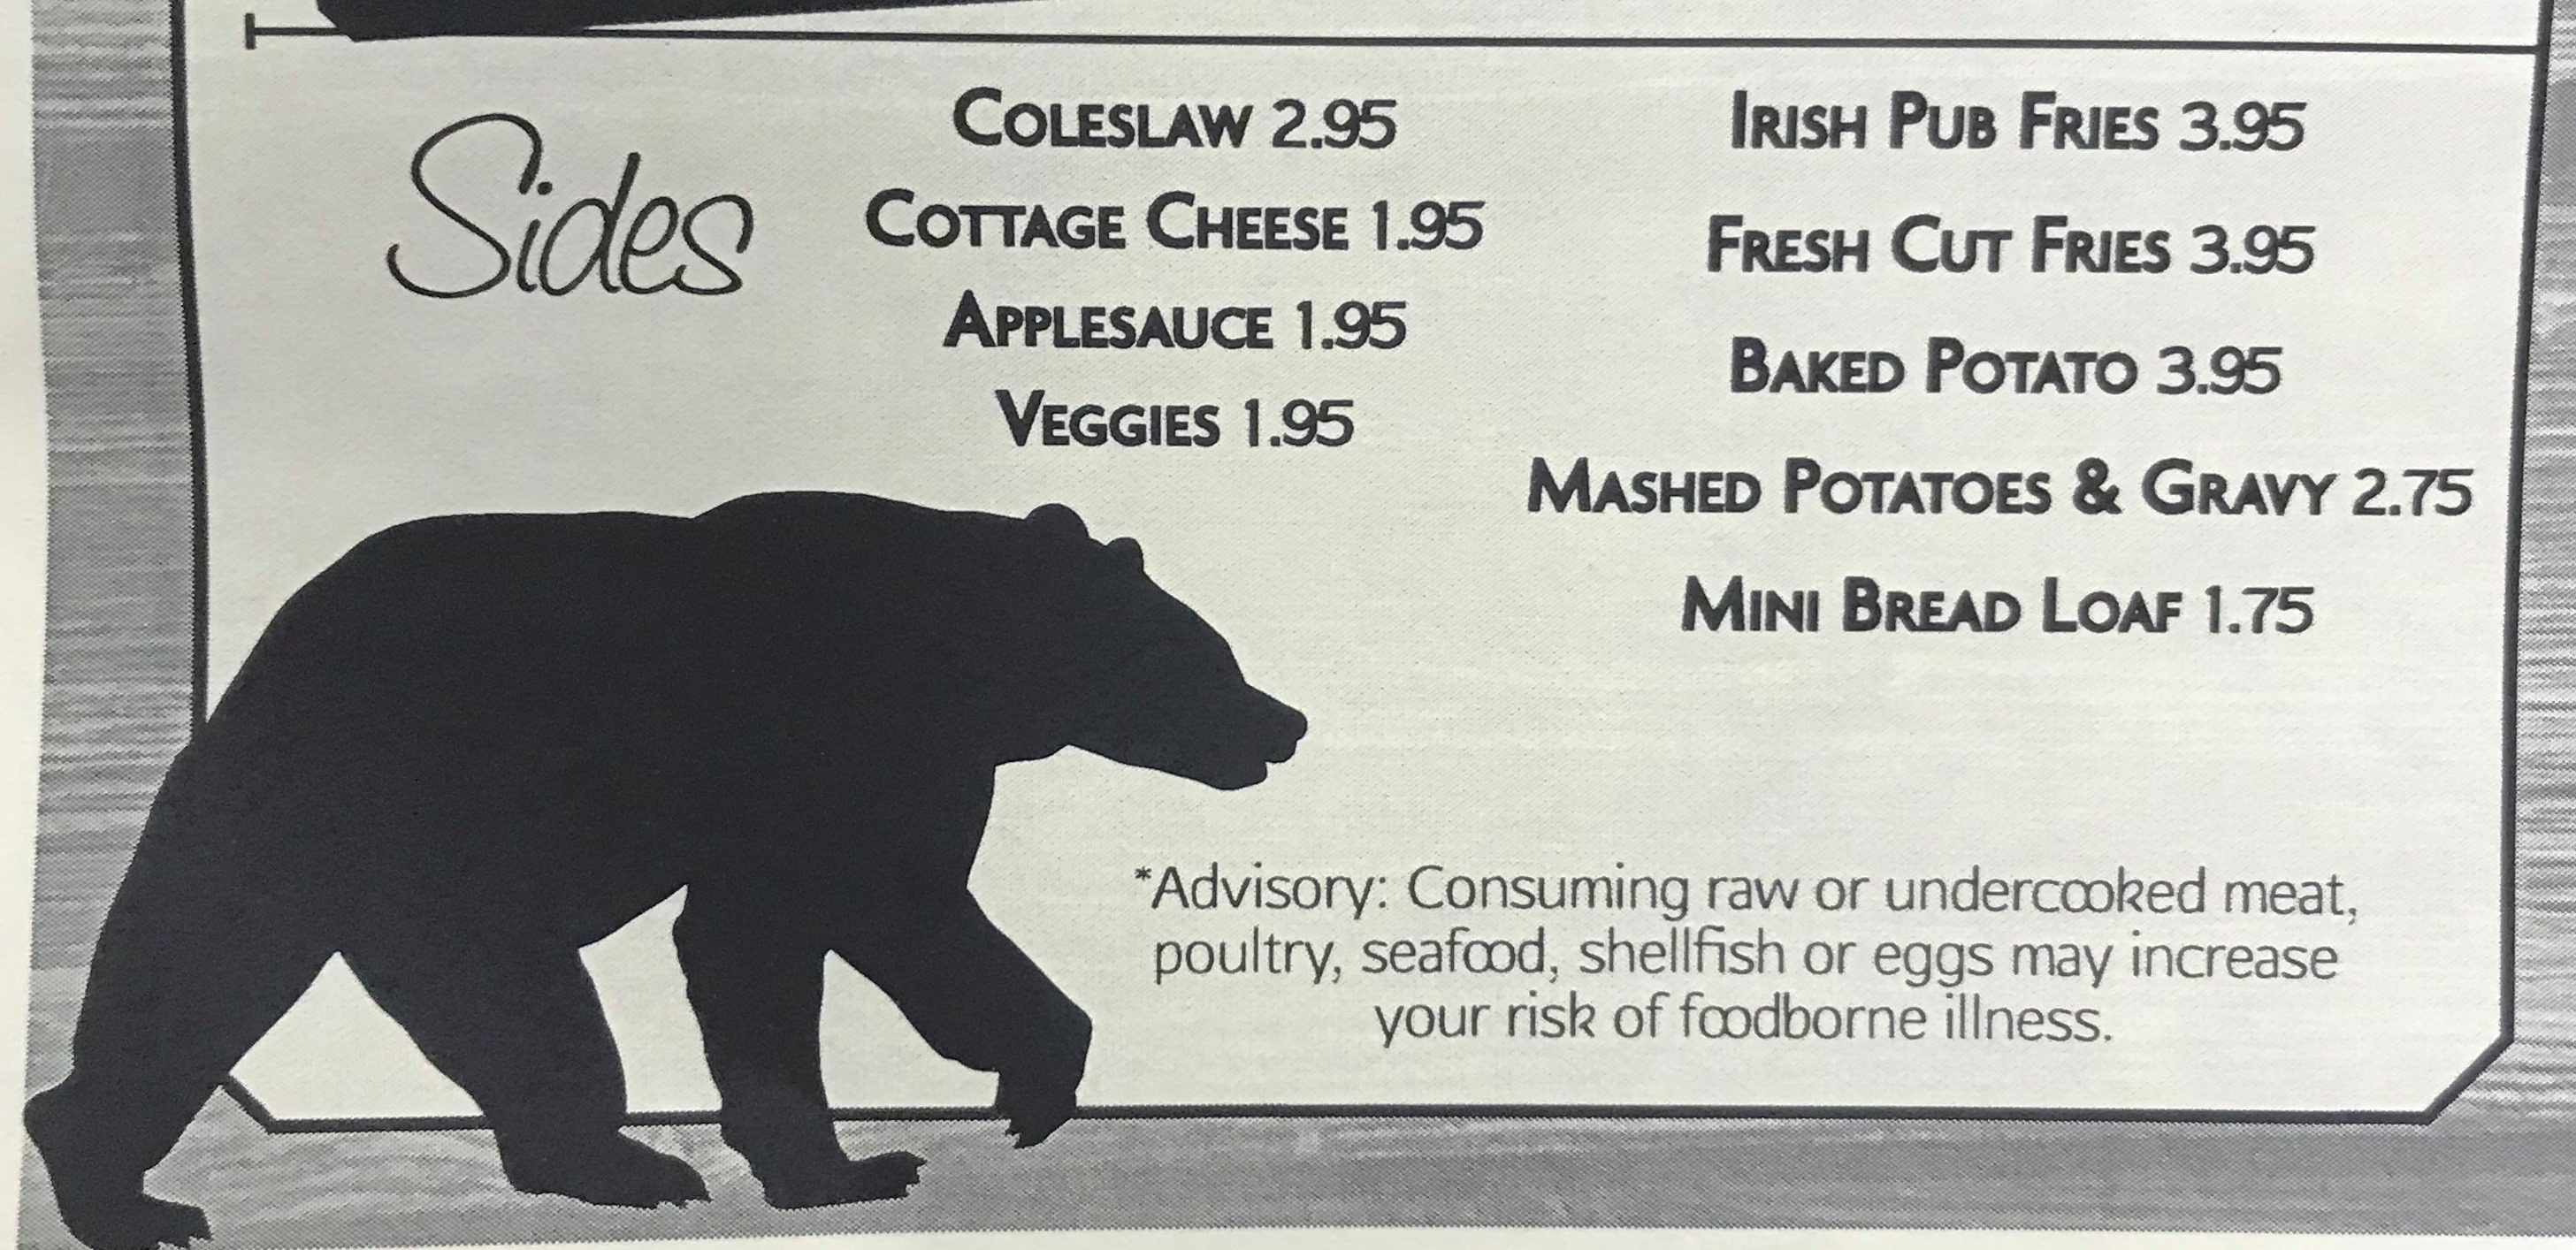 Sides
COLESLAW 2.95
COTTAGE CHEESE 1.95
APPLESAUCE 1.95
VEGGIES 1.95
IRISH PUB FRIES 3.95
FRESH CUT FRIES 3.95
BAKED POTATO 3.95
MASHED POTATOES & GRAVY 2.75
MINI BREAD LOAF 1.75
*Advisory: Consuming raw or undercooked meat,
poultry, seafood, shellfish or eggs may increase
your risk of foodborne illness.